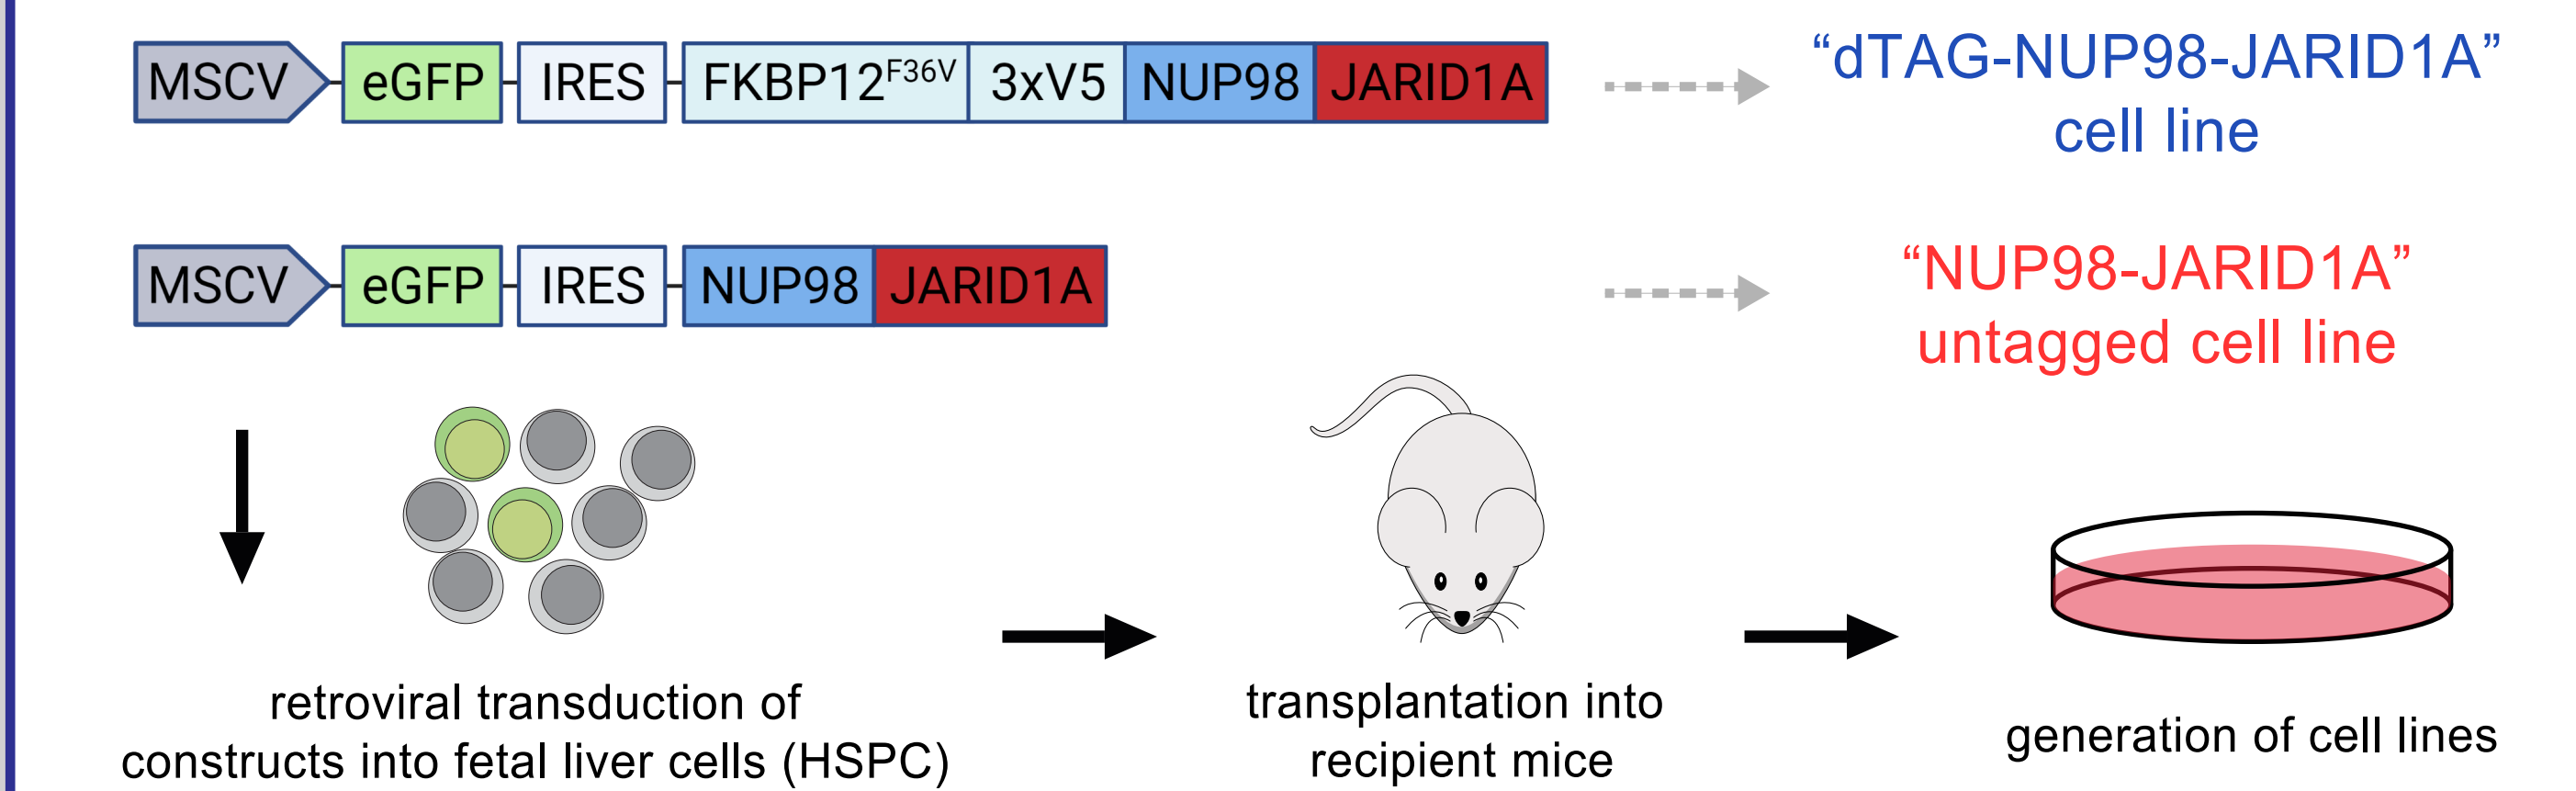 MSCV eGFP IRES FKBP12F36V 3xV5 NUP98 JARID1A
“dTAG-NUP98-JARID1A”
cell line
MSCV eGFP IRES NUP98 JARID1A
“NUP98-JARID1A”
untagged cell line
retroviral transduction of
constructs into fetal liver cells (HSPC)
transplantation into
recipient mice
generation of cell lines